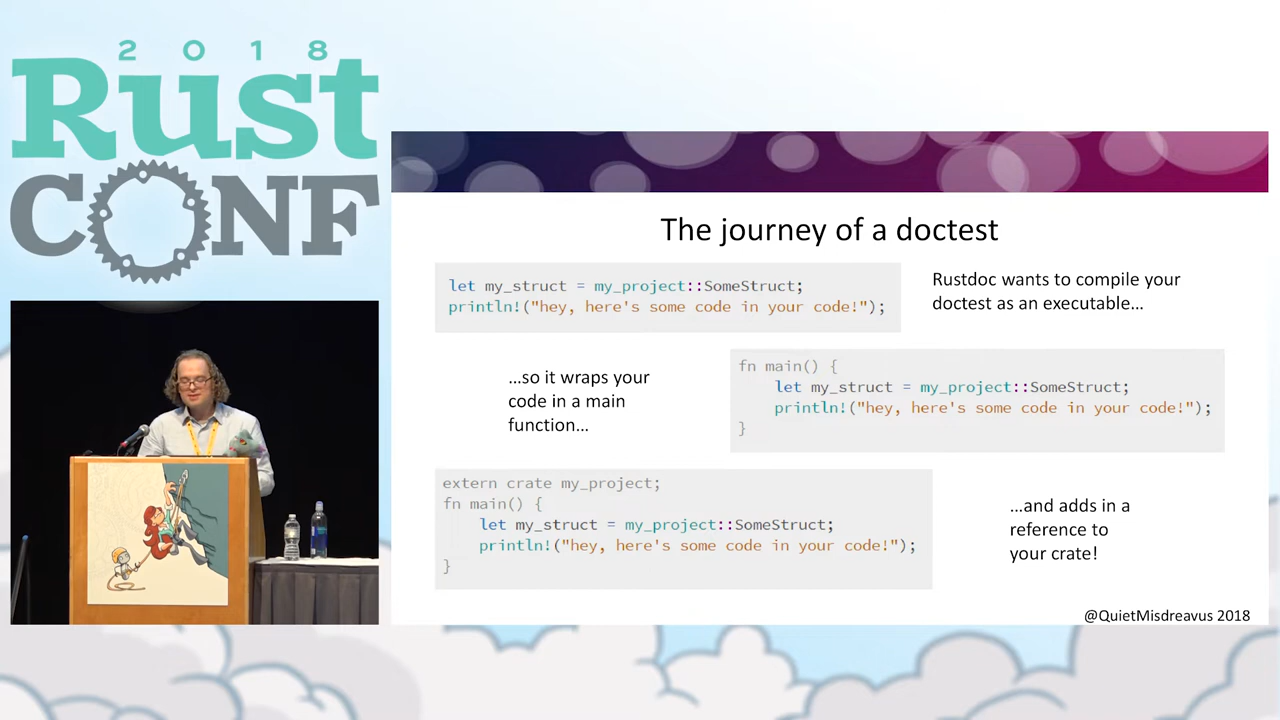 2018
Rust
CONF
The journey of a doctest
let my_struct = my_project::SomeStruct;
println!("hey, here's some code in your code!");
Rustdoc wants to compile your
doctest as an executable...
...so it wraps your
code in a main
function...
fn main() {
    let my_struct = my_project::SomeStruct;
    println!("hey, here's some code in your code!");
}
extern crate my_project;
fn main() {
    let my_struct = my_project::SomeStruct;
    println!("hey, here's some code in your code!");
}
...and adds in a
reference to
your crate!
@QuietMisdreavus 2018